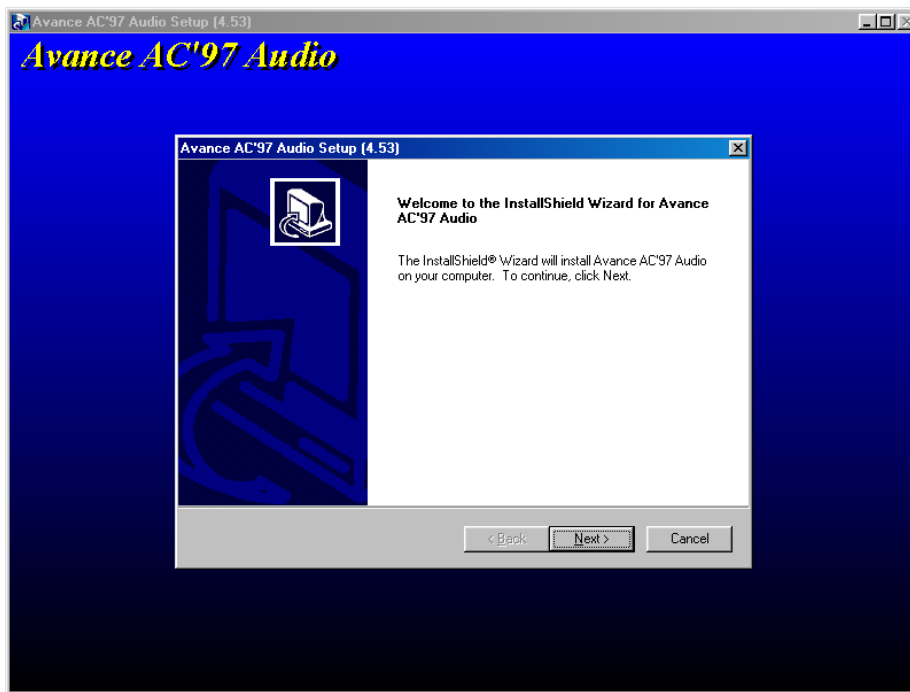 Avance AC'97 Audio Setup (4.53)
Avance AC'97 Audio
Avance AC'97 Audio Setup (4.53)
Welcome to the InstallShield Wizard for Avance
AC'97 Audio
The InstallShield® Wizard will install Avance AC'97 Audio
on your computer. To continue, click Next.
< Back Next > Cancel